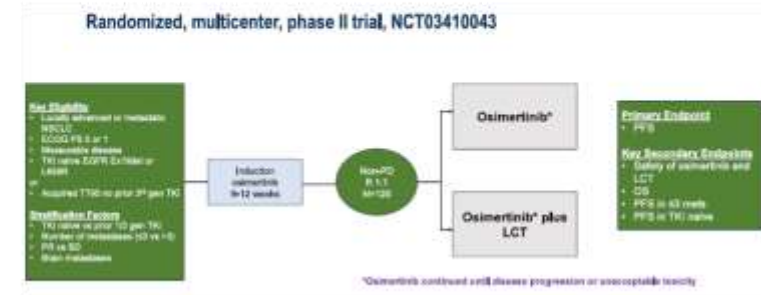 Randomized, multicenter, phase II trial, NCT03410043
Key Eligibility
• Locally advanced or metastatic
NSCLC
• ECOG PS 0 or 1
• Measurable disease
• TKI naive EGFR Ex19del or
L858R
or
• Acquired T790 no prior 3rd gen TKI
Stratification Factors
• TKI naive vs prior 1/2 gen TKI
• Number of metastases (≤3 vs >3)
• PR vs SD
• Brain metastases
Induction
osimertinib
6-12 weeks
Non-PD
R 1:1
Osimertinib*
Osimertinib* plus
LCT
Primary Endpoint
• PFS
Key Secondary Endpoints
• Safety of osimertinib and
LCT
• OS
• PFS in ≤3 mets
• PFS in TKI naive
*Osimertinib continued until disease progression or unacceptable toxicity